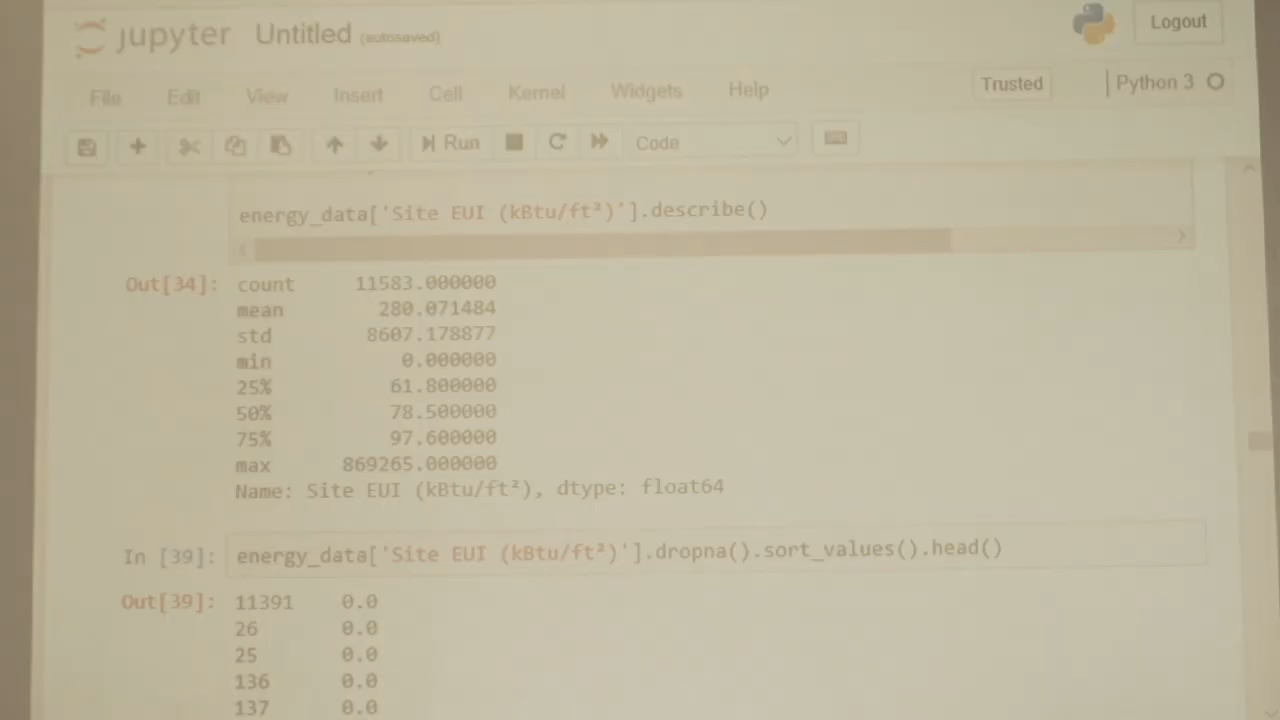 jupyter Untitled (autosaved)
Logout
File Edit View Insert Cell Kernel Widgets Help
Trusted
Python 3
Run
Code
energy_data['Site EUI (kBtu/ft²)'].describe()
Out[34]: count 11583.000000
mean 280.071484
std 8607.178877
min 0.000000
25% 61.800000
50% 78.500000
75% 97.600000
max 869265.000000
Name: Site EUI (kBtu/ft²), dtype: float64
In [39]: energy_data['Site EUI (kBtu/ft²)'].dropna().sort_values().head()
Out[39]: 11391 0.0
26 0.0
25 0.0
136 0.0
137 0.0